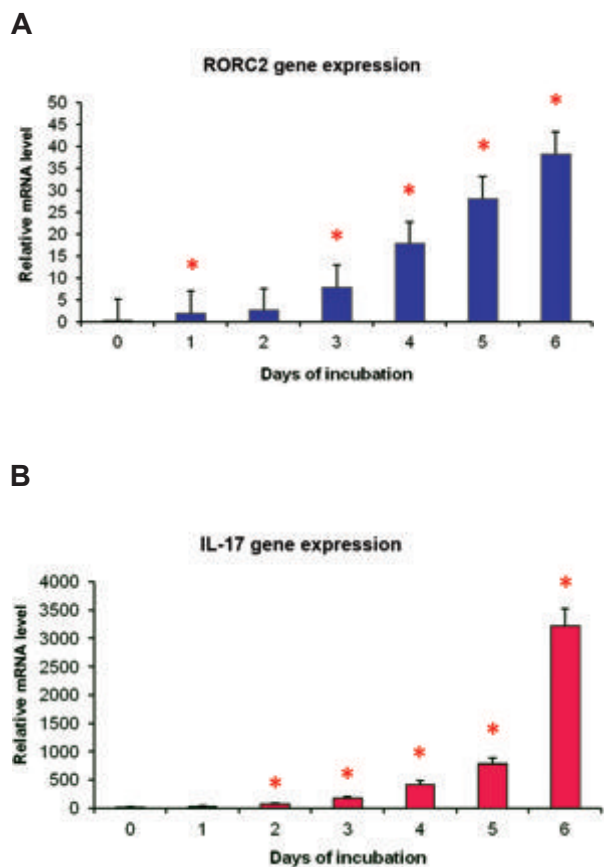 A
RORC2 gene expression
Relative mRNA level
50
45
40
35
30
25
20
15
10
5
0
* * * * * *
0 1 2 3 4 5 6
Days of incubation
B
IL-17 gene expression
Relative mRNA level
4000
3500
3000
2500
2000
1500
1000
500
0
* * * * *
0 1 2 3 4 5 6
Days of incubation